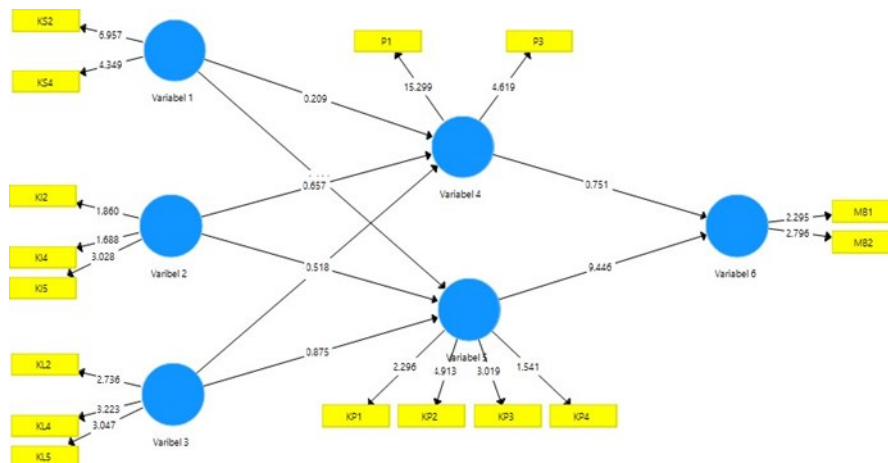 KS2
6.957
KS4
4.349
Variabel 1
P1
P3
15.299
4.619
0.209
Variabel 4
KI2
1.860
KI4
1.688
KI5
3.028
Varibel 2
0.657
0.518
0.751
9.446
Variabel 6
2.295
MB1
2.796
MB2
KL2
2.736
KL4
3.223
KL5
3.047
Varibel 3
0.875
Variabel 5
2.296
4.913
3.019
1.541
KP1
KP2
KP3
KP4